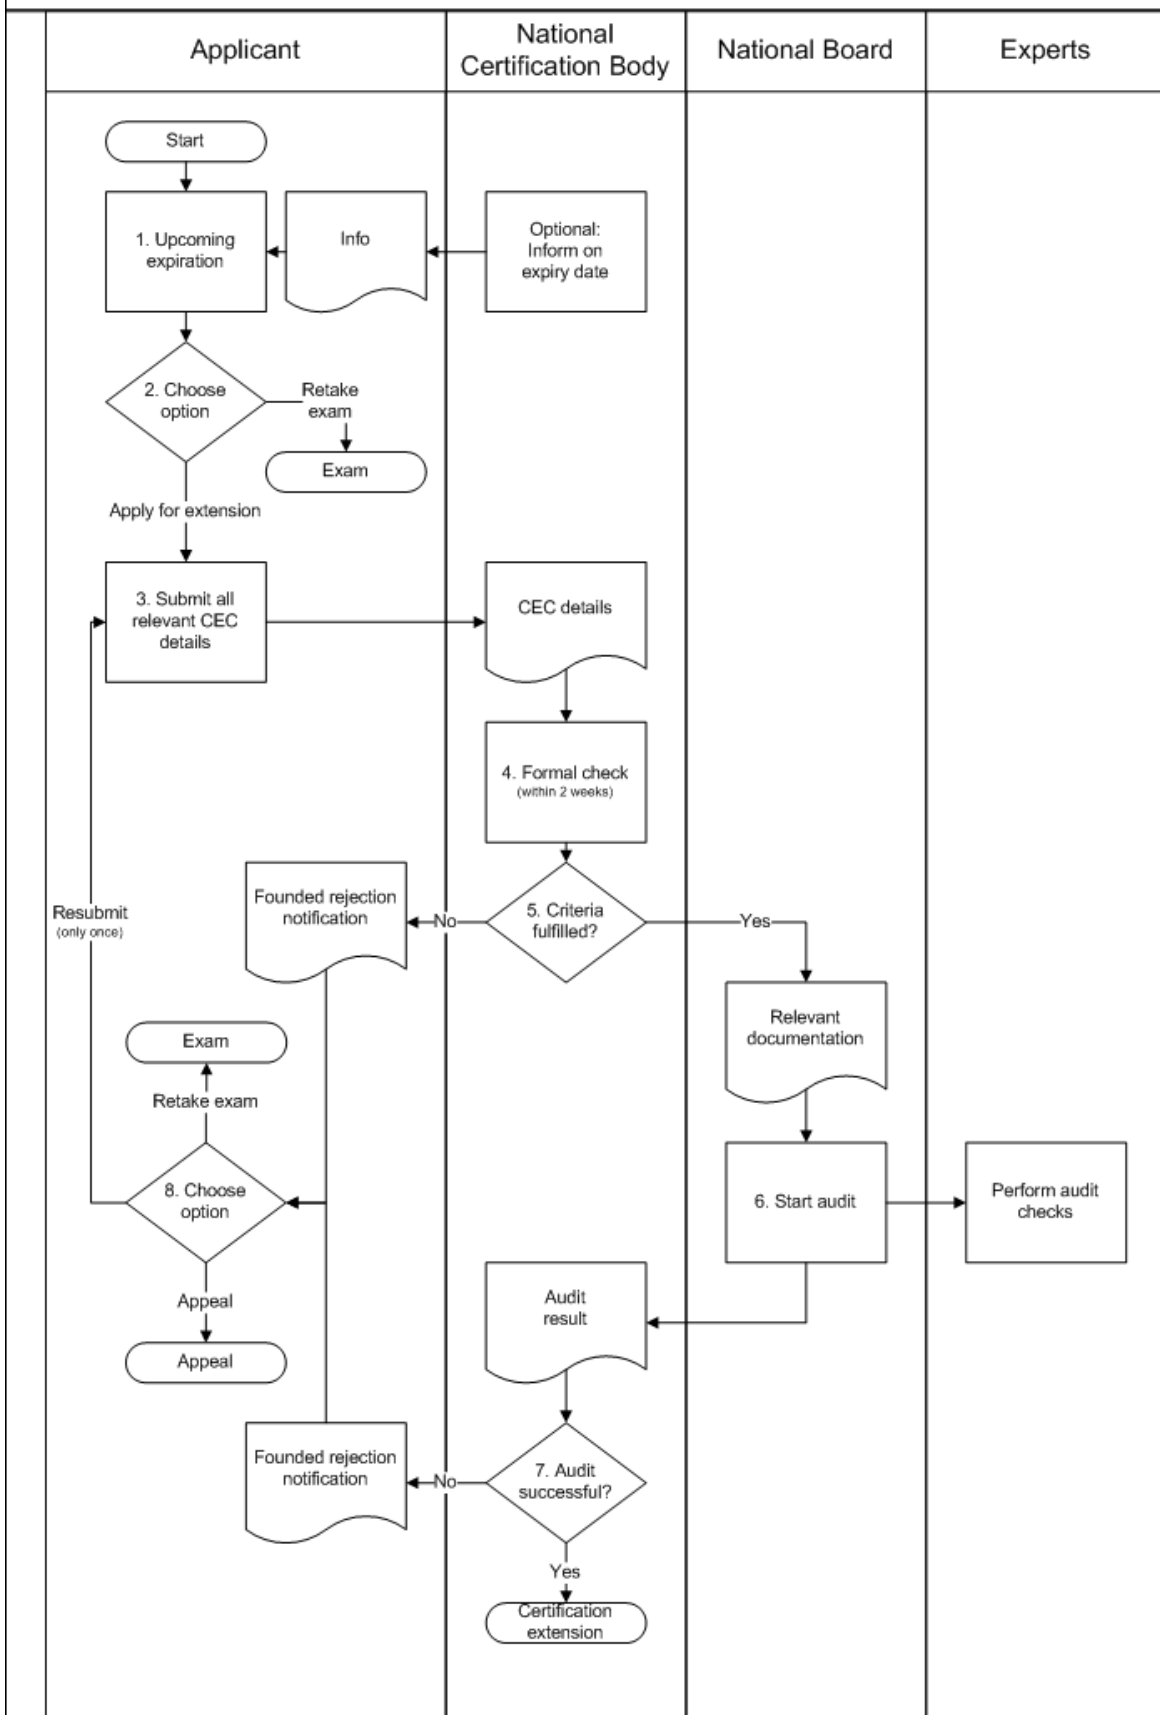 Applicant
National
Certification Body
National Board
Experts
Start
1. Upcoming
expiration
Info
Optional:
Inform on
expiry date
2. Choose
option
Retake
exam
Exam
Apply for extension
3. Submit all
relevant CEC
details
CEC details
4. Formal check
(within 2 weeks)
Founded rejection
notification
No
5. Criteria
fulfilled?
Yes
Resubmit
(only once)
Relevant
documentation
Exam
Retake exam
8. Choose
option
6. Start audit
Perform audit
checks
Appeal
Appeal
Audit
result
Founded rejection
notification
No
7. Audit
successful?
Yes
Certification
extension